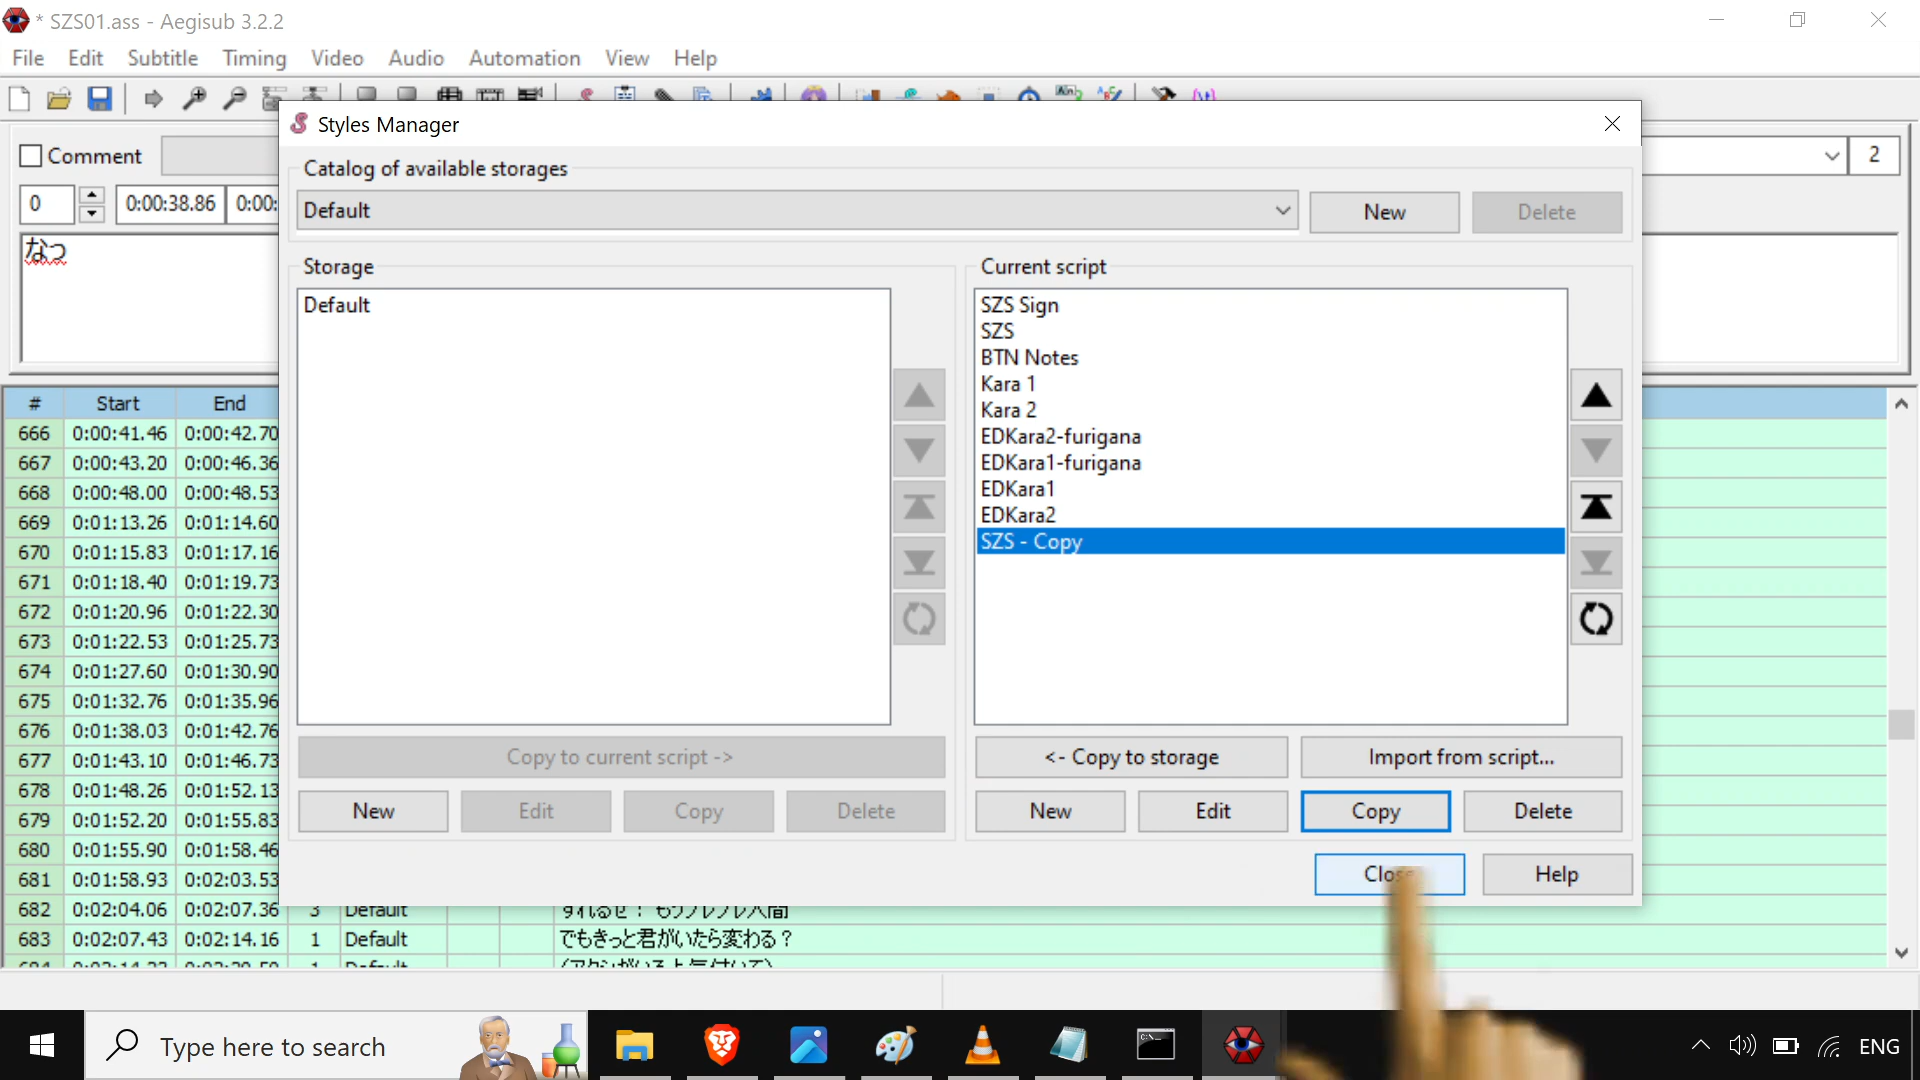 * SZS01.ass - Aegisub 3.2.2
File Edit Subtitle Timing Video Audio Automation View Help
Styles Manager
Comment
2
Catalog of available storages
0 0:00:38.86 0:00:
Default New Delete
なっ
Storage
Default
Current script
SZS Sign
SZS
BTN Notes
Kara 1
Kara 2
EDKara2-furigana
EDKara1-furigana
EDKara1
EDKara2
SZS - Copy
Copy to current script ->
New Edit Copy Delete
<- Copy to storage Import from script...
New Edit Copy Delete
Close Help
# Start End
666 0:00:41.46 0:00:42.70
667 0:00:43.20 0:00:46.36
668 0:00:48.00 0:00:48.53
669 0:01:13.26 0:01:14.60
670 0:01:15.83 0:01:17.16
671 0:01:18.40 0:01:19.73
672 0:01:20.96 0:01:22.30
673 0:01:22.53 0:01:25.73
674 0:01:27.60 0:01:30.90
675 0:01:32.76 0:01:35.96
676 0:01:38.03 0:01:42.76
677 0:01:43.10 0:01:46.73
678 0:01:48.26 0:01:52.13
679 0:01:52.20 0:01:55.83
680 0:01:55.90 0:01:58.46
681 0:01:58.93 0:02:03.53
682 0:02:04.06 0:02:07.36 3 Default
683 0:02:07.43 0:02:14.16 1 Default でもきっと君がいたら変わる？
Type here to search
ENG